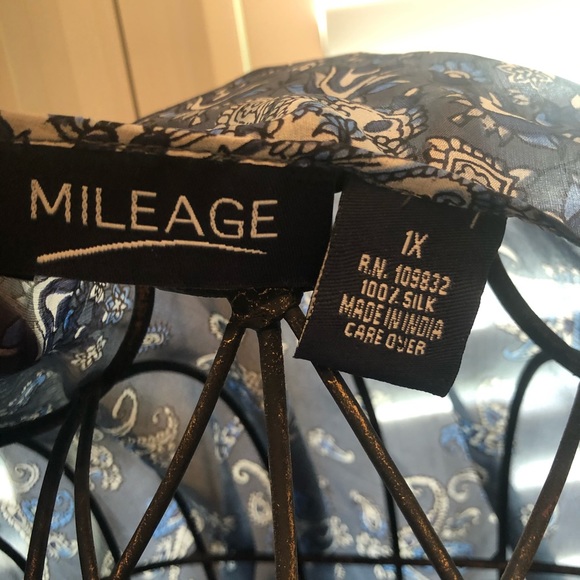 MILEAGE
1X
R.N. 109832
100% SILK
MADE IN INDIA
CARE OVER